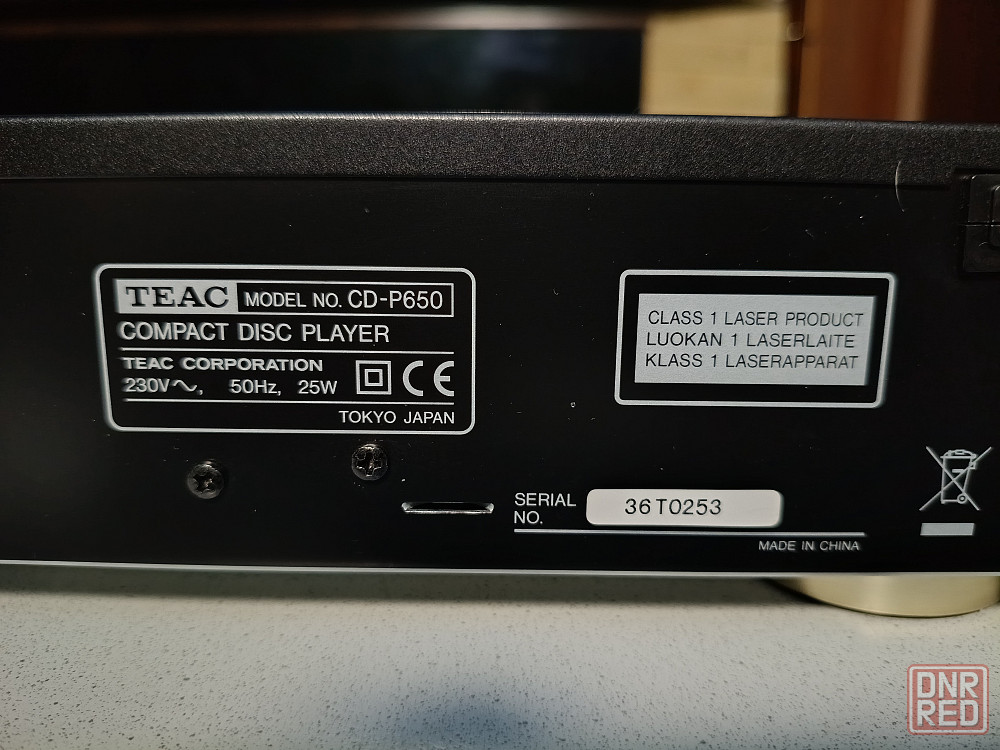 TEAC MODEL NO. CD-P650
COMPACT DISC PLAYER
TEAC CORPORATION
230V～, 50Hz, 25W CE
TOKYO JAPAN
CLASS 1 LASER PRODUCT
LUOKAN 1 LASERLAITE
KLASS 1 LASERAPPARAT
SERIAL
NO.
36T0253
MADE IN CHINA
DNR
RED